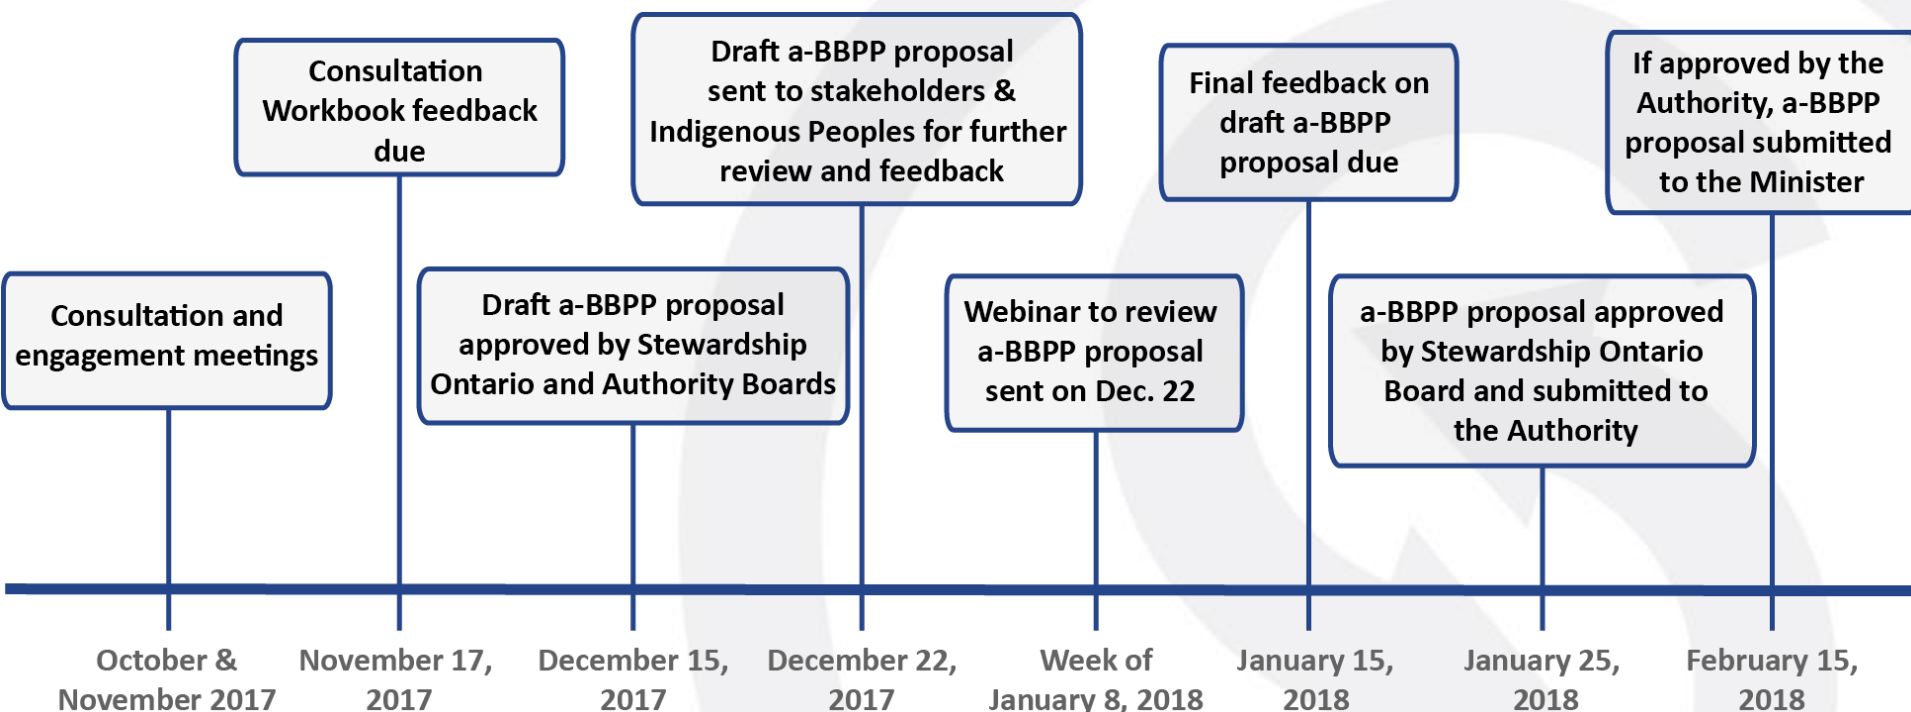 Consultation and
engagement meetings
October &
November 2017
Consultation
Workbook feedback
due
November 17,
2017
Draft a-BBPP proposal
approved by Stewardship
Ontario and Authority Boards
December 15,
2017
Draft a-BBPP proposal
sent to stakeholders &
Indigenous Peoples for further
review and feedback
December 22,
2017
Webinar to review
a-BBPP proposal
sent on Dec. 22
Week of
January 8, 2018
Final feedback on
draft a-BBPP
proposal due
January 15,
2018
a-BBPP proposal approved
by Stewardship Ontario
Board and submitted to
the Authority
January 25,
2018
If approved by the
Authority, a-BBPP
proposal submitted
to the Minister
February 15,
2018